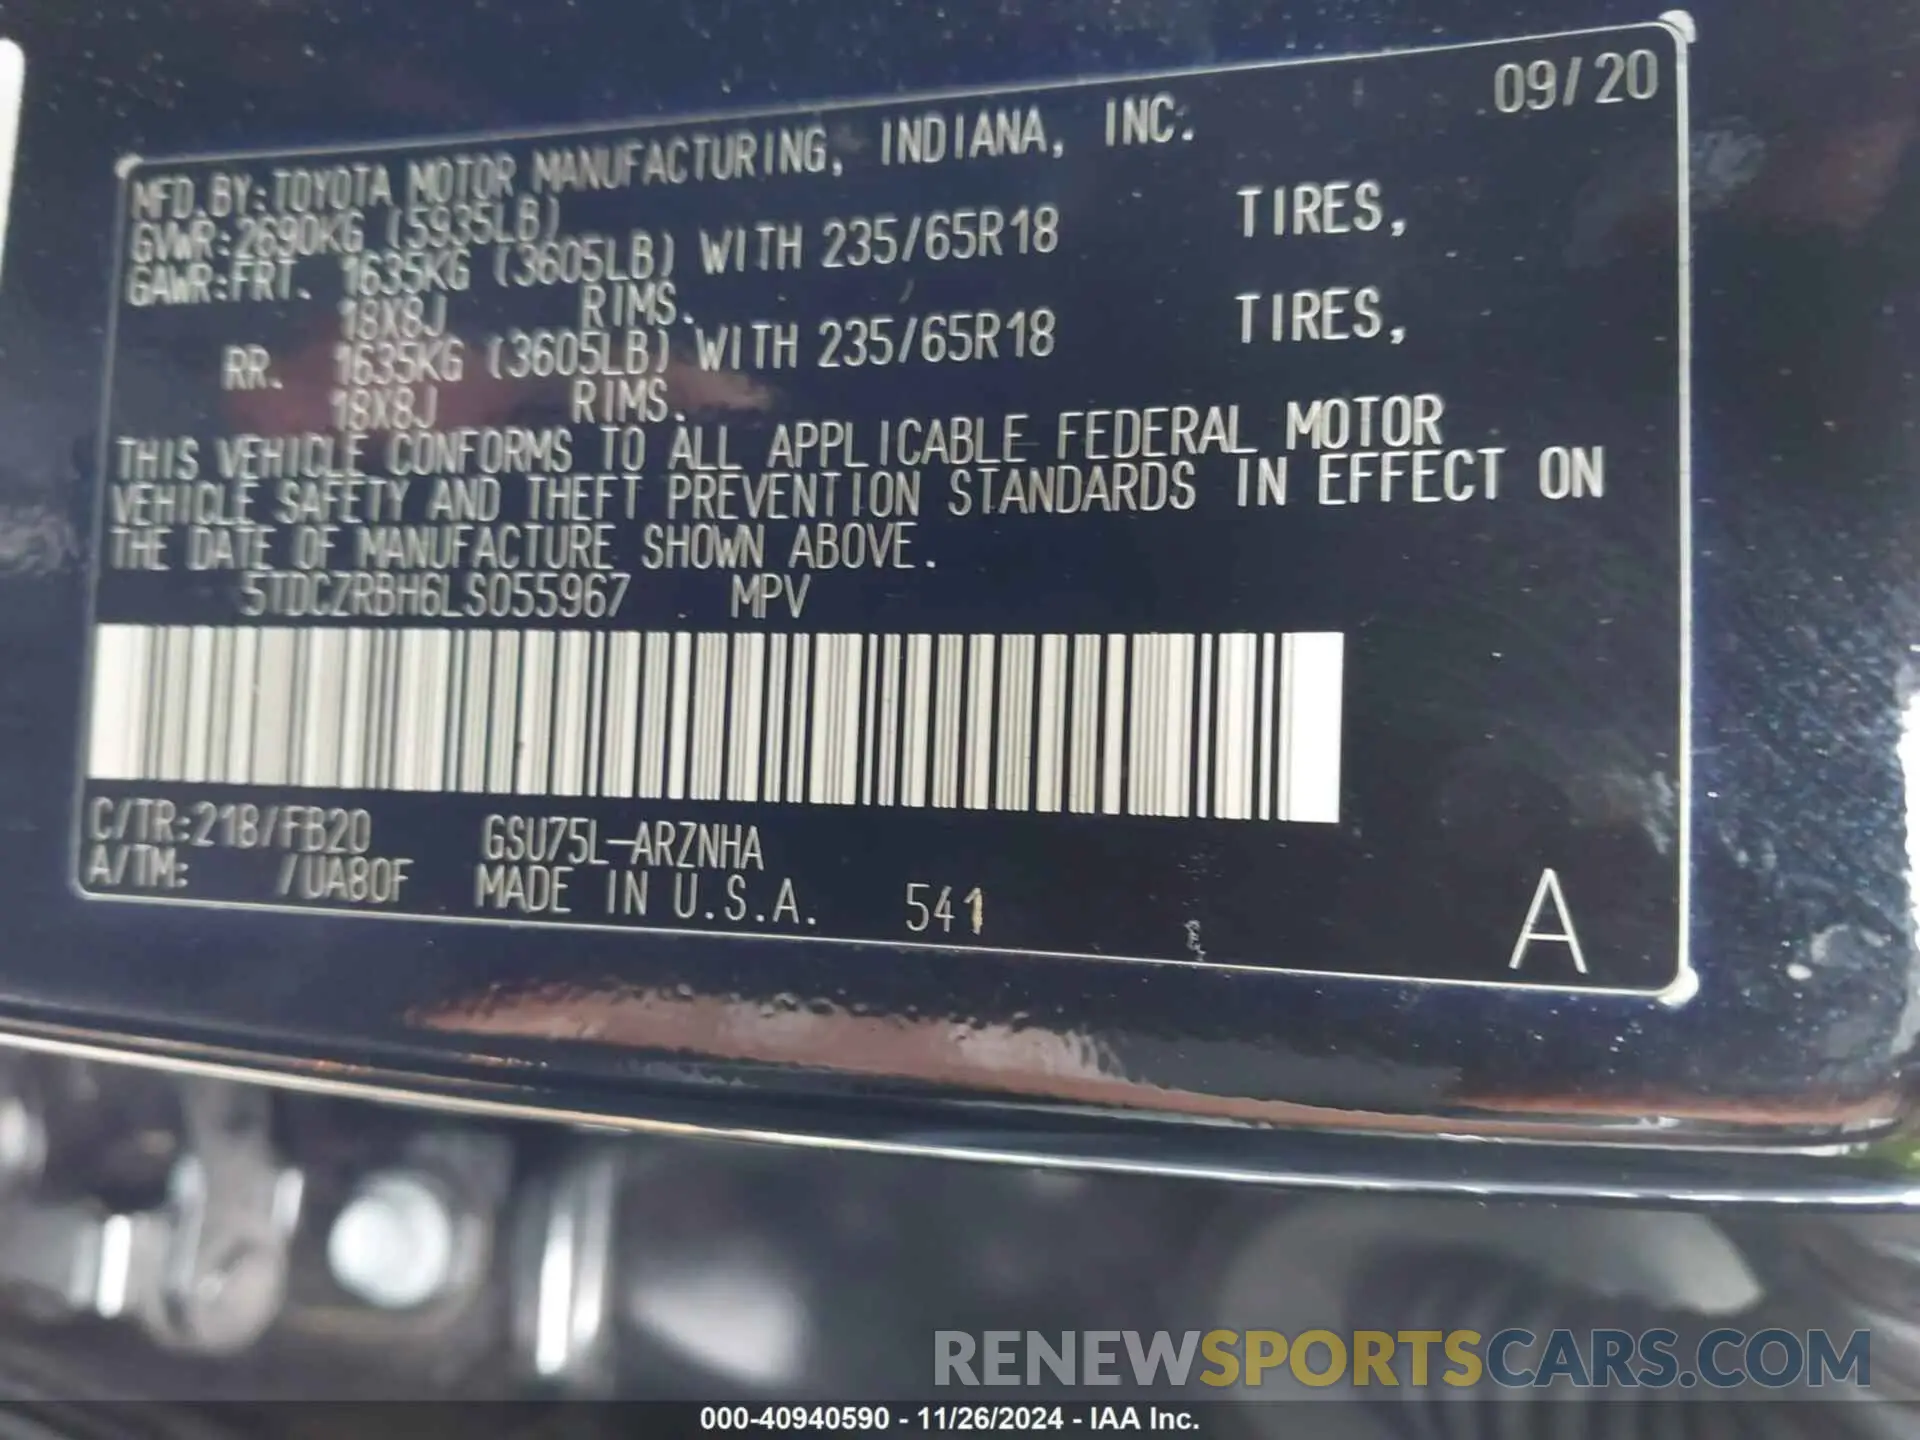 09/20
MFD.BY:TOYOTA MOTOR MANUFACTURING, INDIANA, INC.
GVWR:2690KG (5935LB)
GAWR:FRT. 1635KG (3605LB) WITH 235/65R18 TIRES,
18X8J RIMS.
RR. 1635KG (3605LB) WITH 235/65R18 TIRES,
18X8J RIMS.
THIS VEHICLE CONFORMS TO ALL APPLICABLE FEDERAL MOTOR
VEHICLE SAFETY AND THEFT PREVENTION STANDARDS IN EFFECT ON
THE DATE OF MANUFACTURE SHOWN ABOVE.
5TDCZRBH6LS055967 MPV
C/TR:218/FB20 GSU75L-ARZNHA
A/TM: /UA80F MADE IN U.S.A. 541
A
RENEWSPORTSCARS.COM
000-40940590 - 11/26/2024 - IAA Inc.